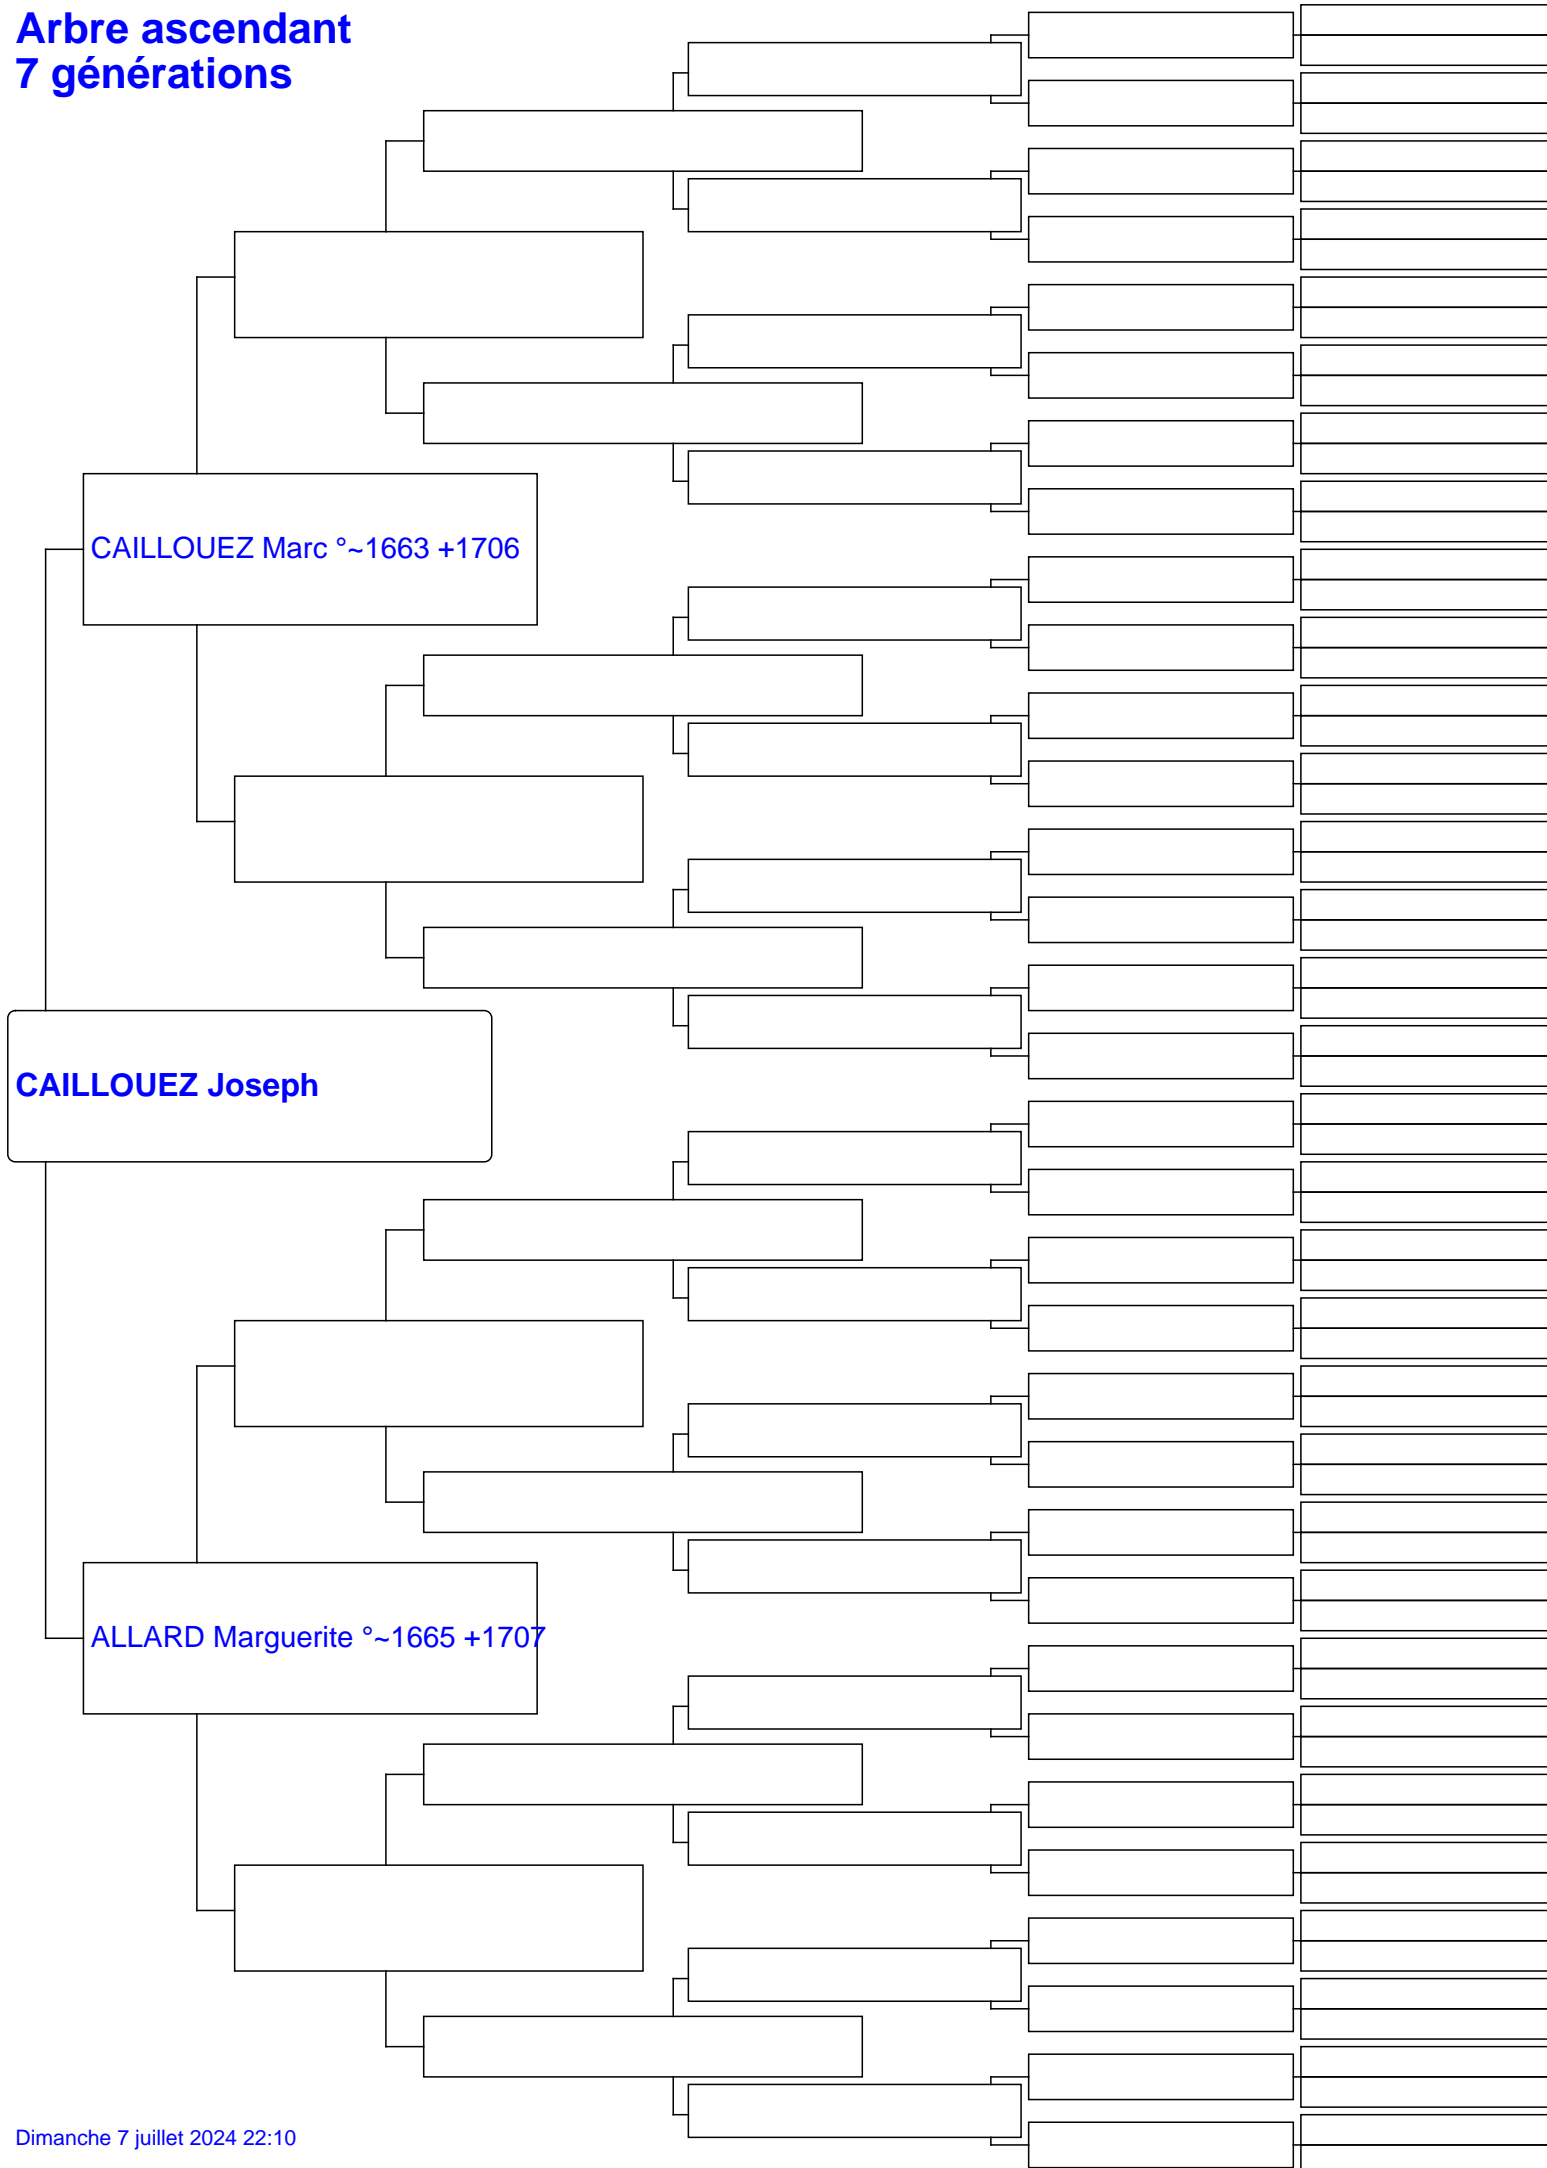 Arbre ascendant
7 générations
CAILLOUEZ Marc °~1663 +1706
CAILLOUEZ Joseph
ALLARD Marguerite °~1665 +1707
Dimanche 7 juillet 2024 22:10